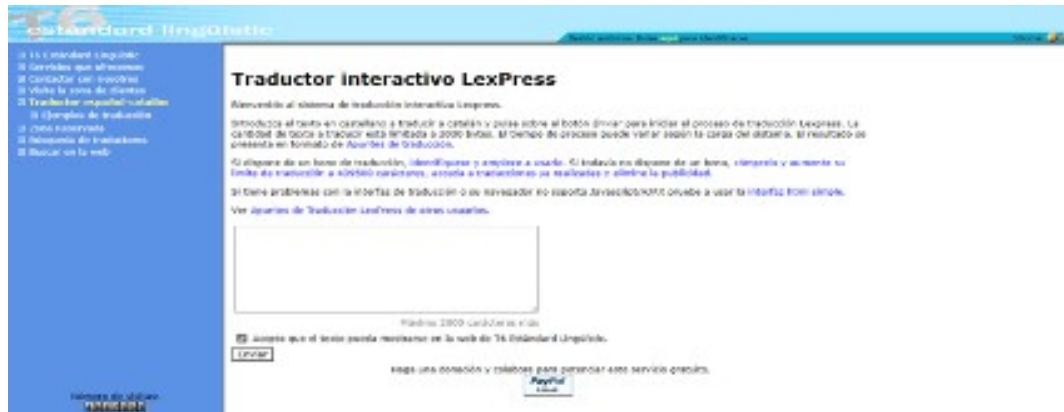 T6
estàndard lingüístic
T6 Estàndard Lingüístic
Servicios que ofrecemos
Contactar con nosotros
Visite la zona de clientes
Traductor español-catalán
Ejemplos de traducción
Zona reservada
Búsqueda de traductores
Buscar en la web
Traductor interactivo LexPress
Bienvenido al sistema de traducción interactiva Lexpress.
Introduzca el texto en castellano a traducir a catalán y pulse sobre el botón Enviar para iniciar el proceso de traducción Lexpress. La
cantidad de texto a traducir está limitada a 2000 bytes. El tiempo de proceso puede variar según la carga del sistema. El resultado se
presenta en formato de Apuntes de traducción.
Si dispone de un bono de traducción, identifíquese y empiece a usarlo. Si todavía no dispone de un bono, cómprelo y aumente su
límite de traducción a caracteres, acceda a traducciones ya realizadas y elimine la publicidad.
Si tiene problemas con la interfaz de traducción o su navegador no soporta Javascript/AJAX pruebe a usar la interfaz html simple.
Ver Apuntes de Traducción LexPress de otros usuarios.
Máximo 2000 carácteres más
Acepto que el texto pueda mostrarse en la web de T6 Estàndard Lingüístic.
Enviar
Haga una donación y colabore para potenciar este servicio gratuito.
PayPal
Número de visitas